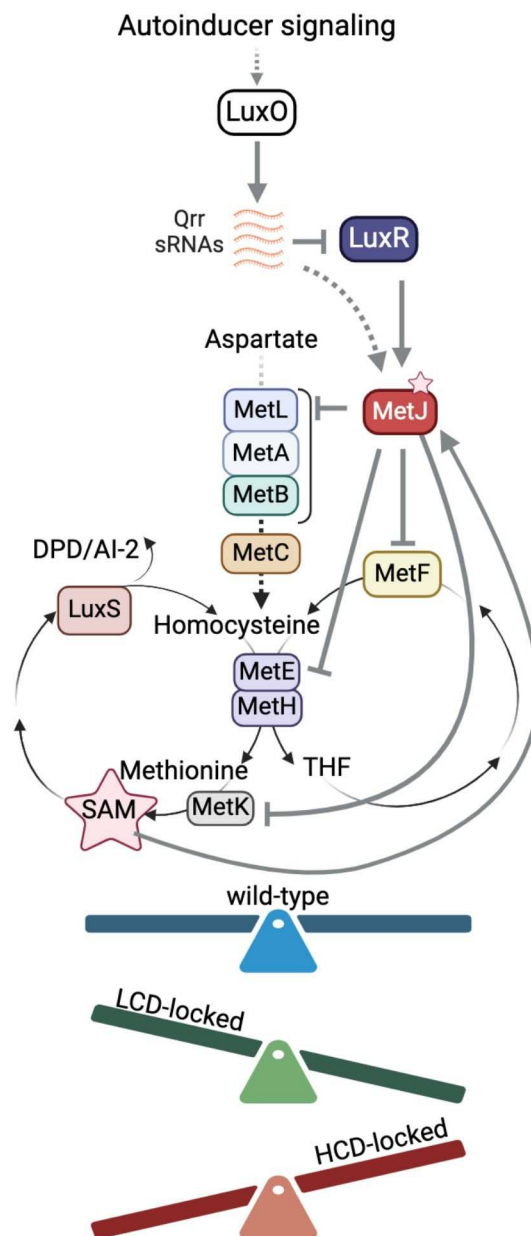 Autoinducer signaling
LuxO
Qrr
sRNAs
LuxR
Aspartate
MetL
MetJ
MetA
MetB
MetC
DPD/AI-2
MetF
LuxS
Homocysteine
MetE
MetH
Methionine
THF
SAM
MetK
wild-type
LCD-locked
HCD-locked